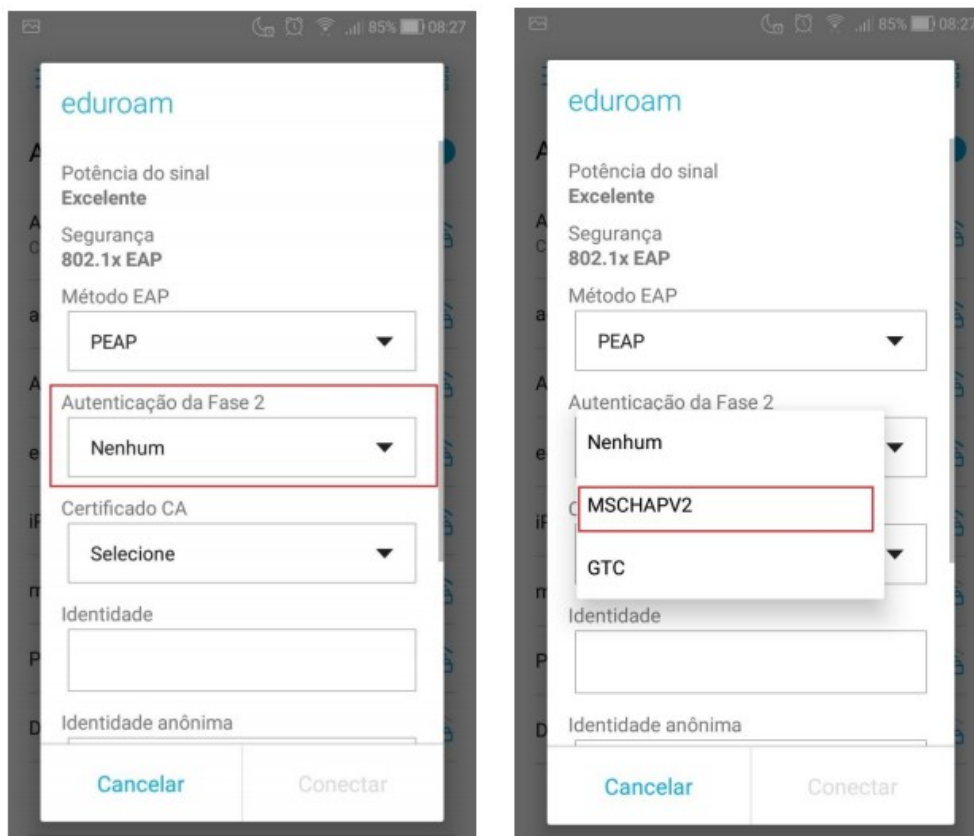 85% 08:27
eduroam
Potência do sinal
Excelente
Segurança
802.1x EAP
Método EAP
PEAP
Autenticação da Fase 2
Nenhum
Certificado CA
Selecione
Identidade
Identidade anônima
Cancelar Conectar
85% 08:27
eduroam
Potência do sinal
Excelente
Segurança
802.1x EAP
Método EAP
PEAP
Autenticação da Fase 2
Nenhum
MSCHAPV2
GTC
Identidade
Identidade anônima
Cancelar Conectar